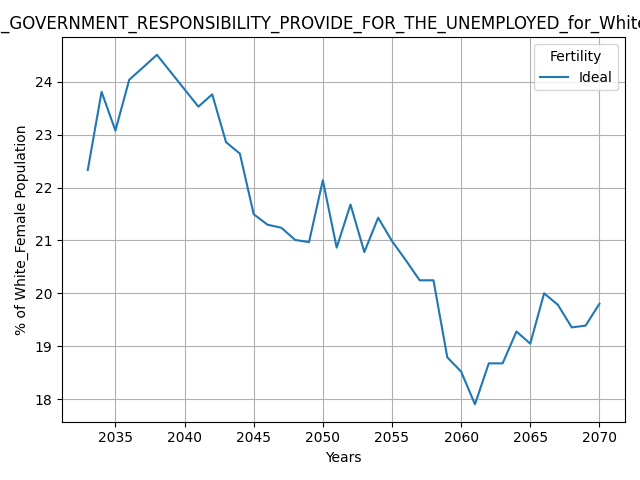 _GOVERNMENT_RESPONSIBILITY_PROVIDE_FOR_THE_UNEMPLOYED_for_White
Fertility
Ideal
24
23
22
21
20
19
18
% of White_Female Population
2035 2040 2045 2050 2055 2060 2065 2070
Years